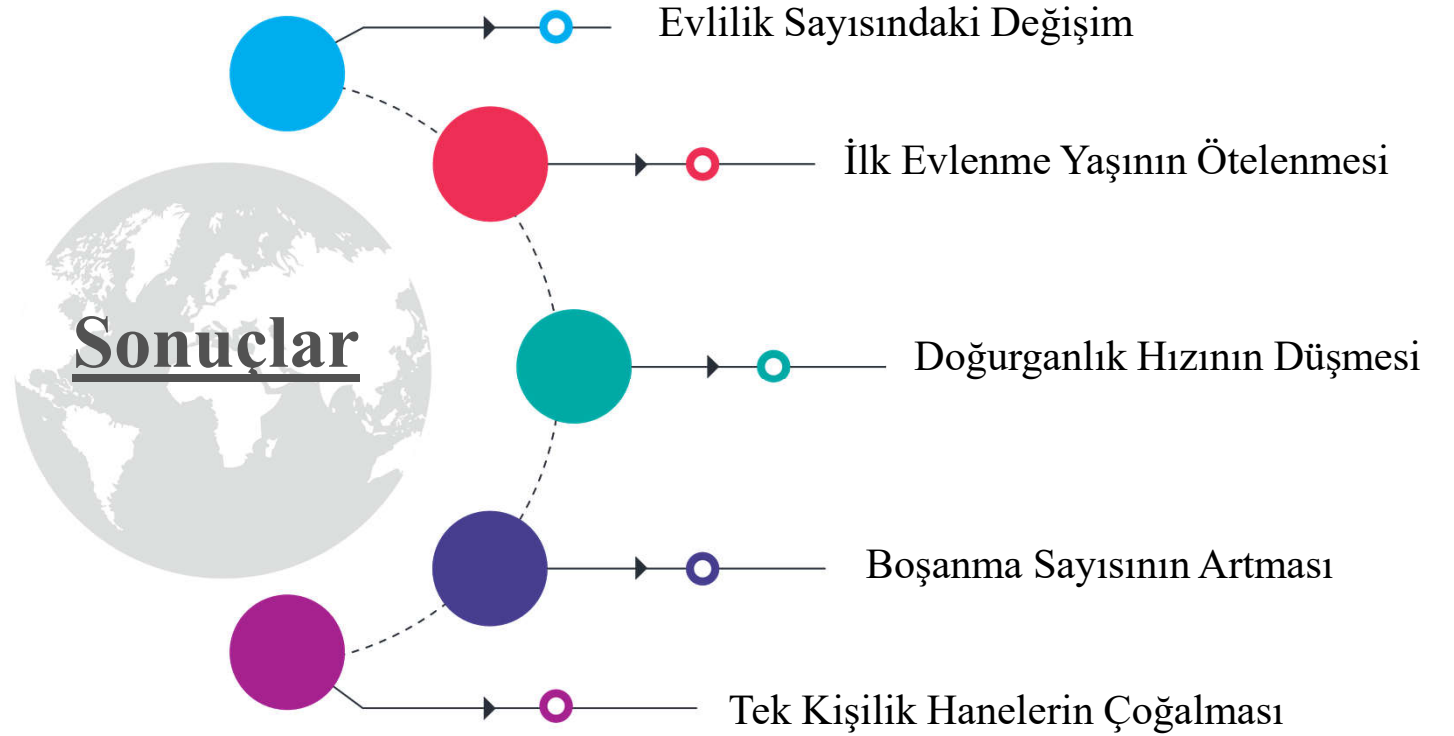 Evlilik Sayısındaki Değişim
İlk Evlenme Yaşının Ötelenmesi
Sonuçlar
Doğurganlık Hızının Düşmesi
Boşanma Sayısının Artması
Tek Kişilik Hanelerin Çoğalması